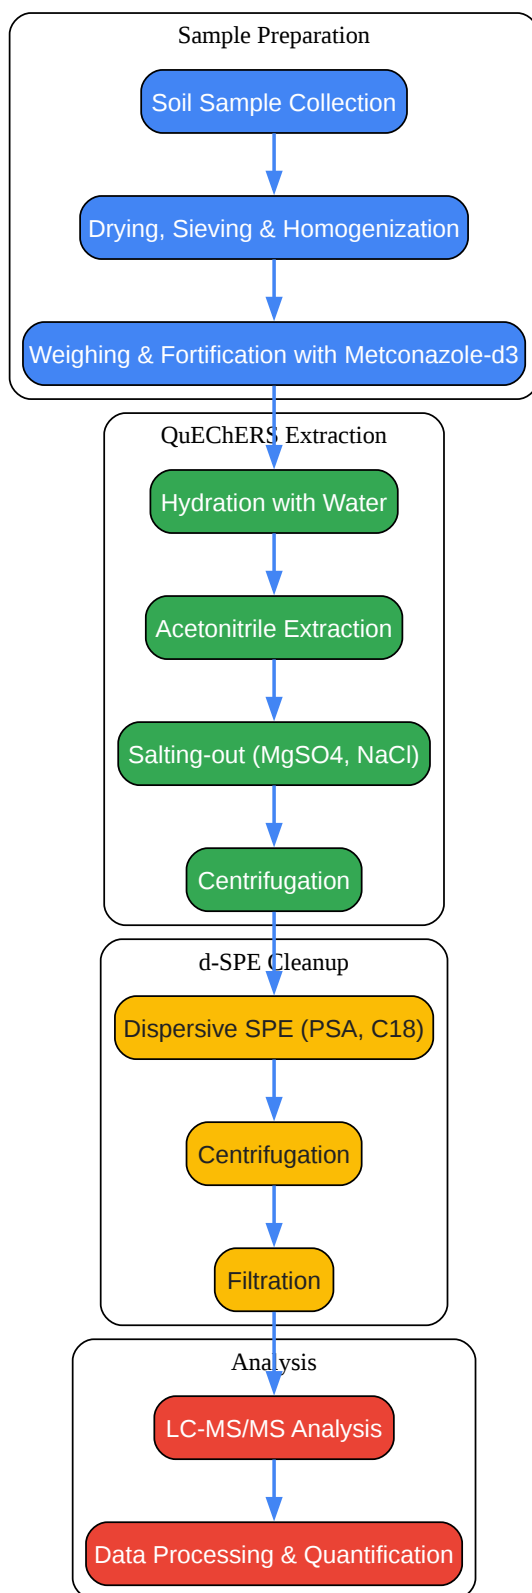 Sample Preparation
Soil Sample Collection
Drying, Sieving & Homogenization
Weighing & Fortification with Metconazole-d3
QuEChERS Extraction
Hydration with Water
Acetonitrile Extraction
Salting-out (MgSO4, NaCl)
Centrifugation
d-SPE Cleanup
Dispersive SPE (PSA, C18)
Centrifugation
Filtration
Analysis
LC-MS/MS Analysis
Data Processing & Quantification